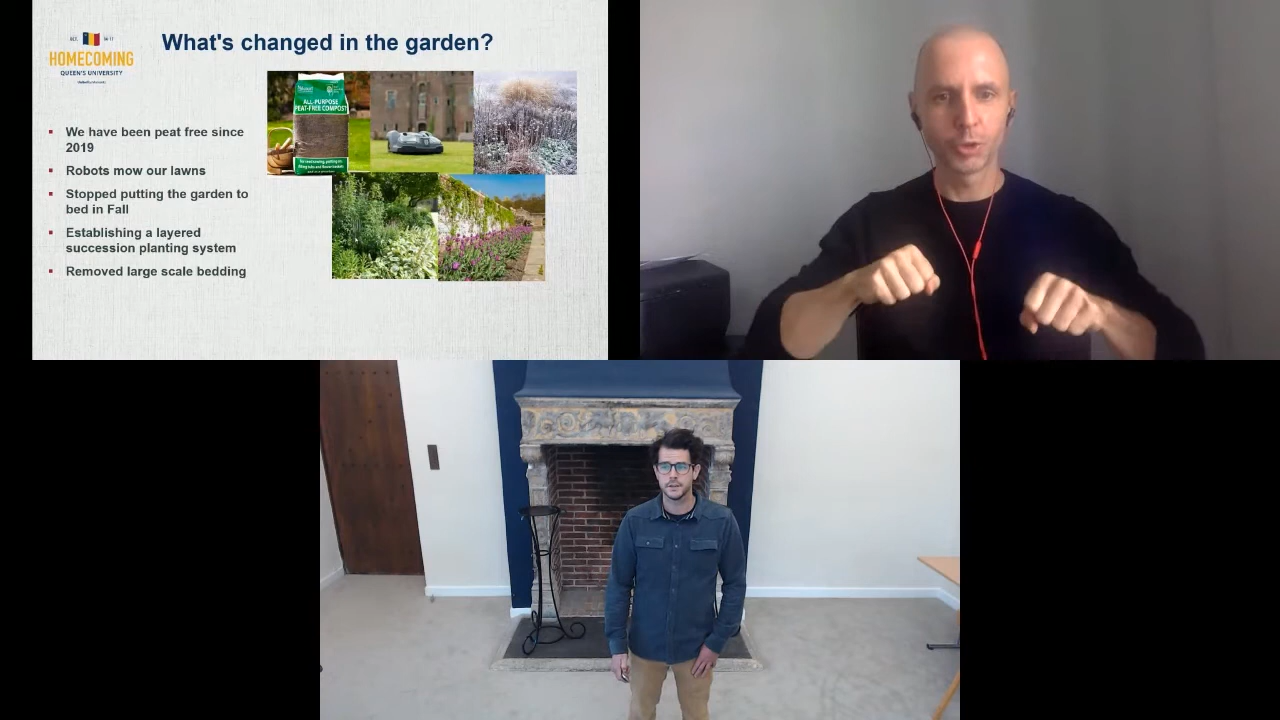 What's changed in the garden?
HOMECOMING
QUEEN'S UNIVERSITY
We have been peat free since
2019
Robots mow our lawns
Stopped putting the garden to
bed in Fall
Establishing a layered
succession planting system
Removed large scale bedding
ALL-PURPOSE
PEAT-FREE COMPOST